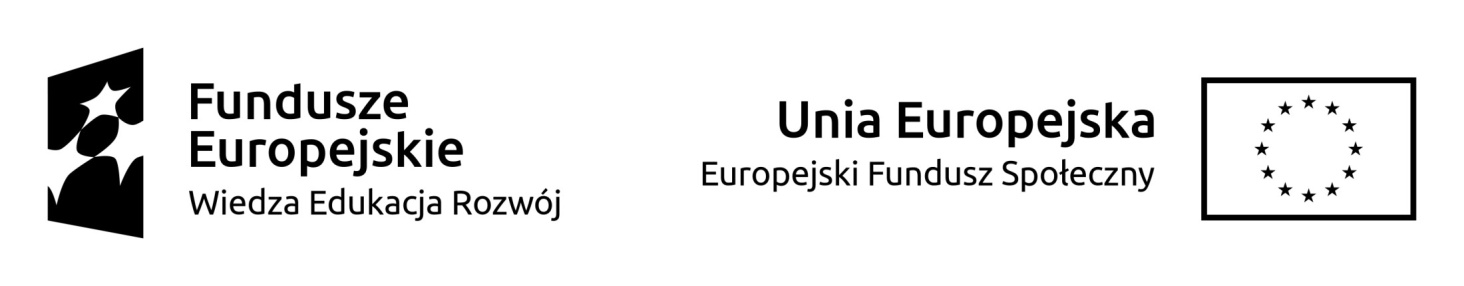 Fundusze
Europejskie
Wiedza Edukacja Rozwój
Unia Europejska
Europejski Fundusz Społeczny